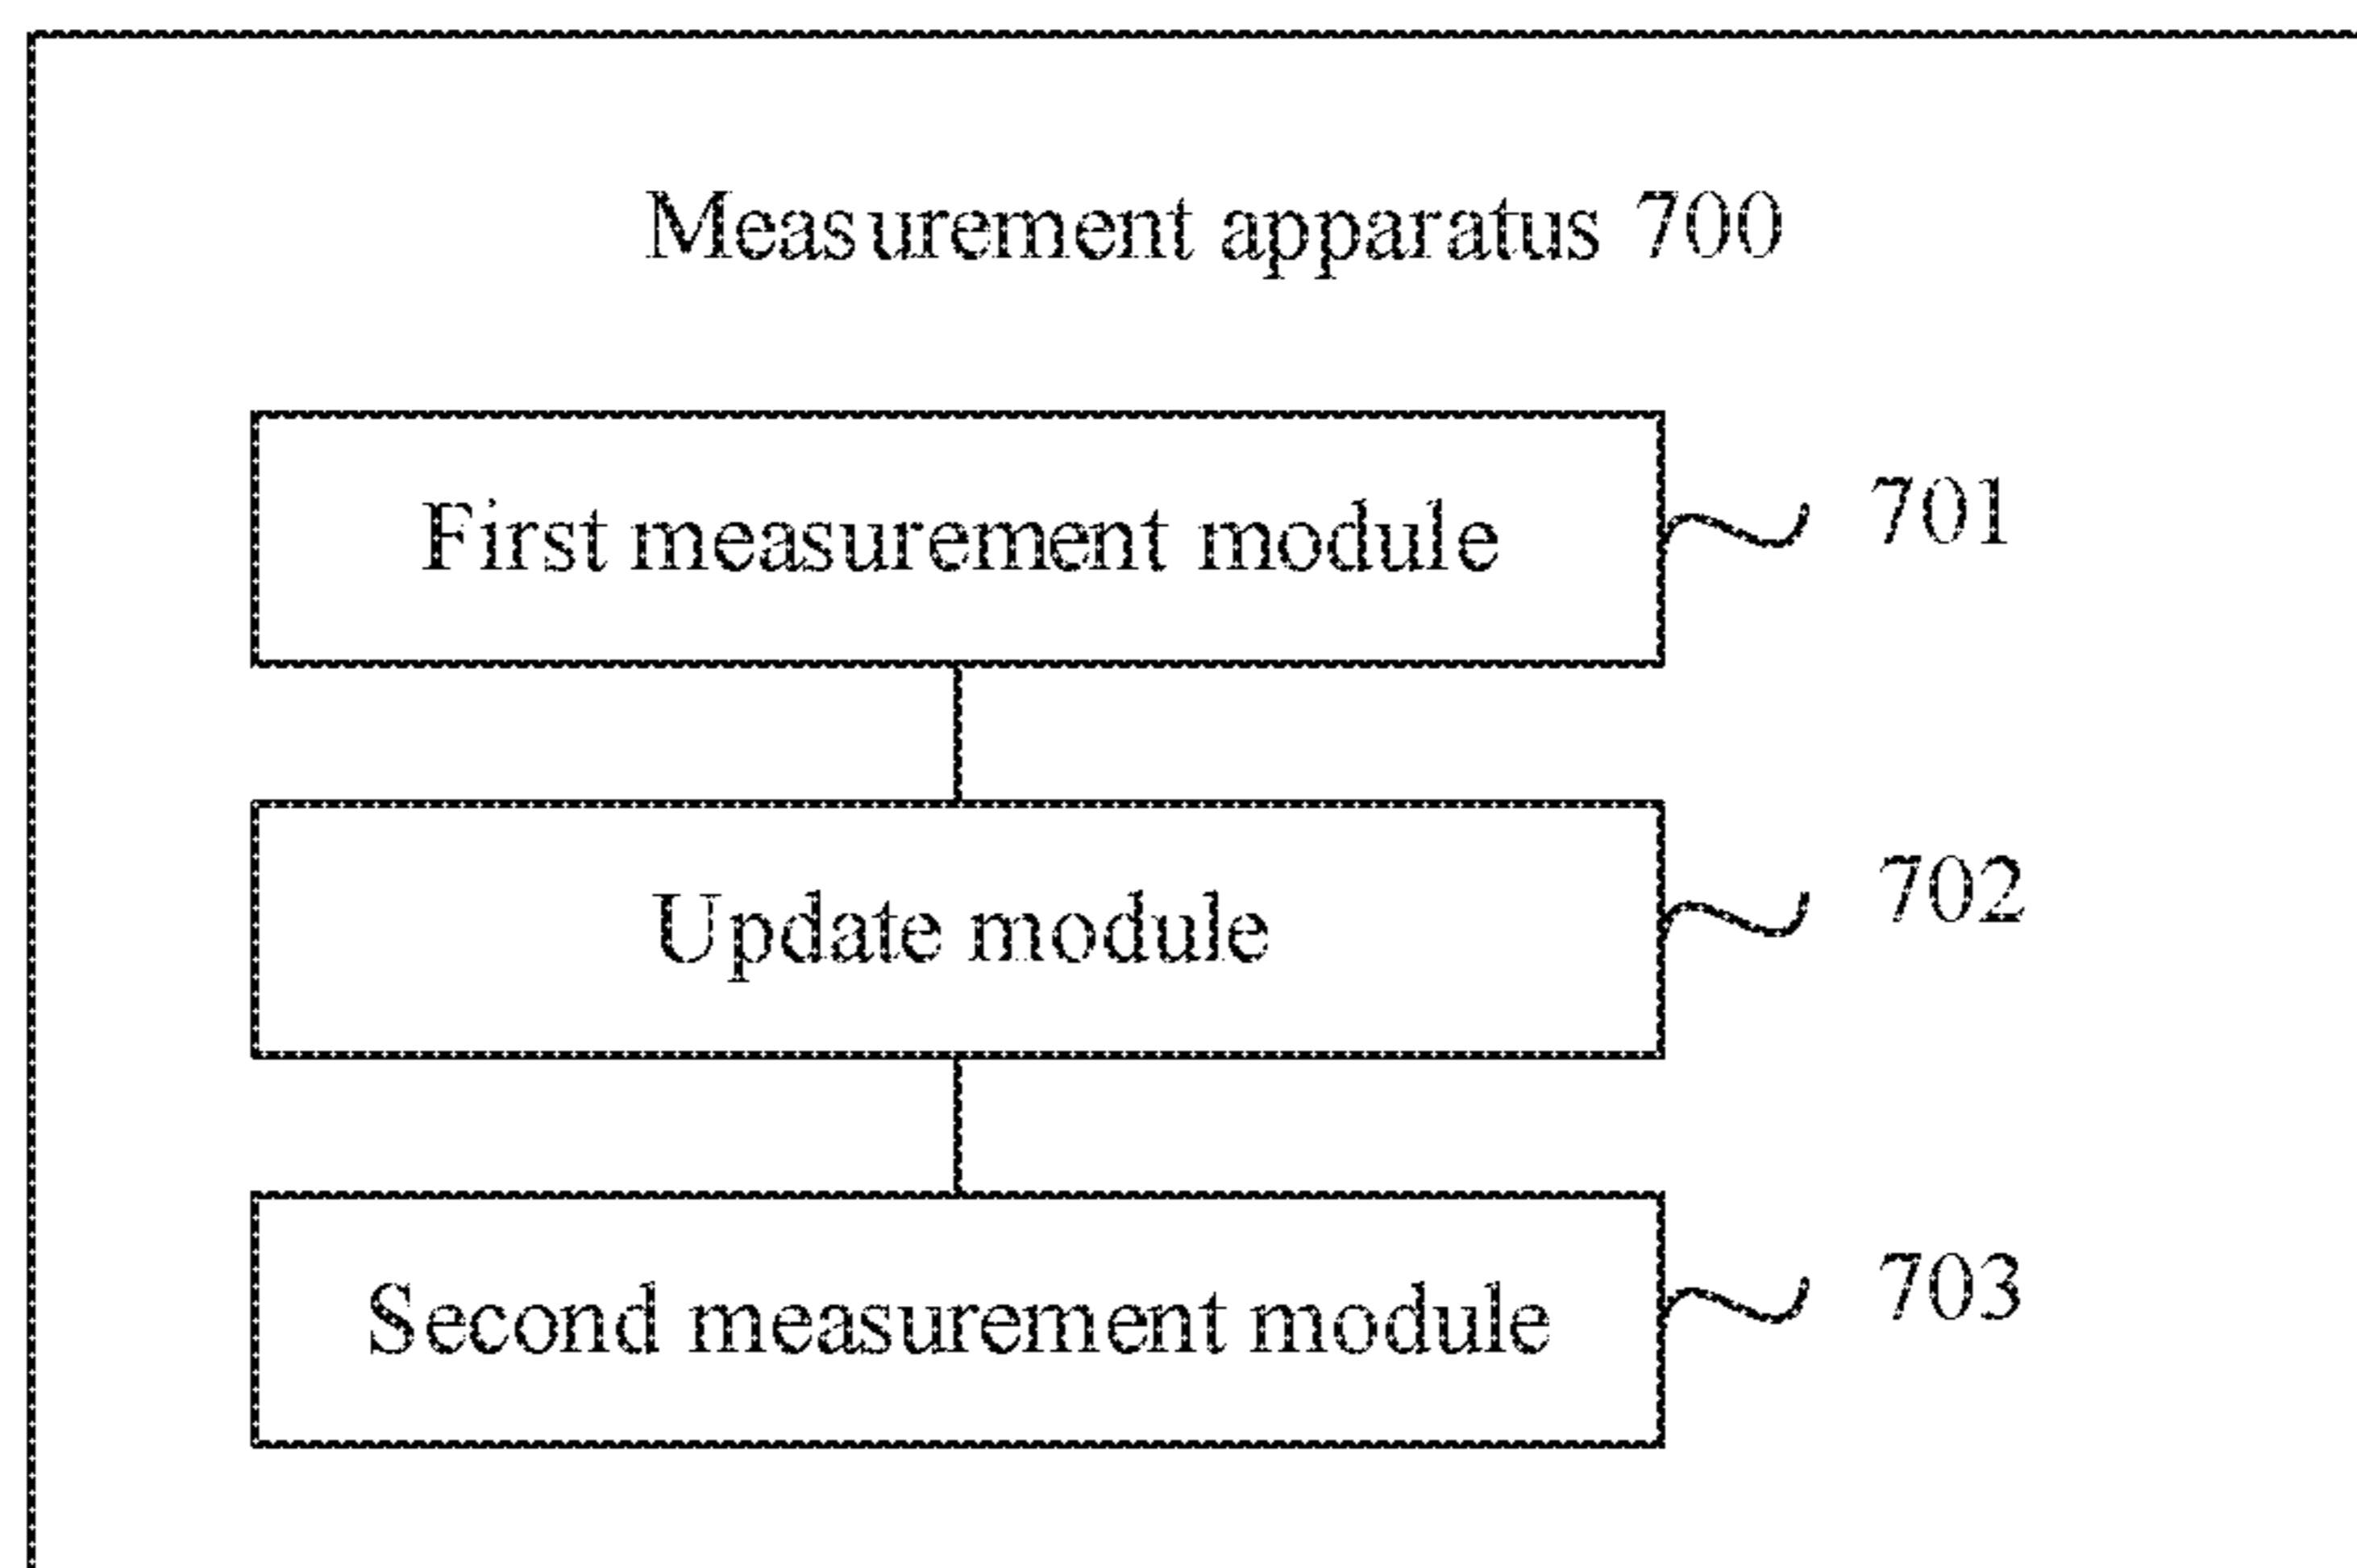 Measurement apparatus 700
First measurement module 701
Update module 702
Second measurement module 703